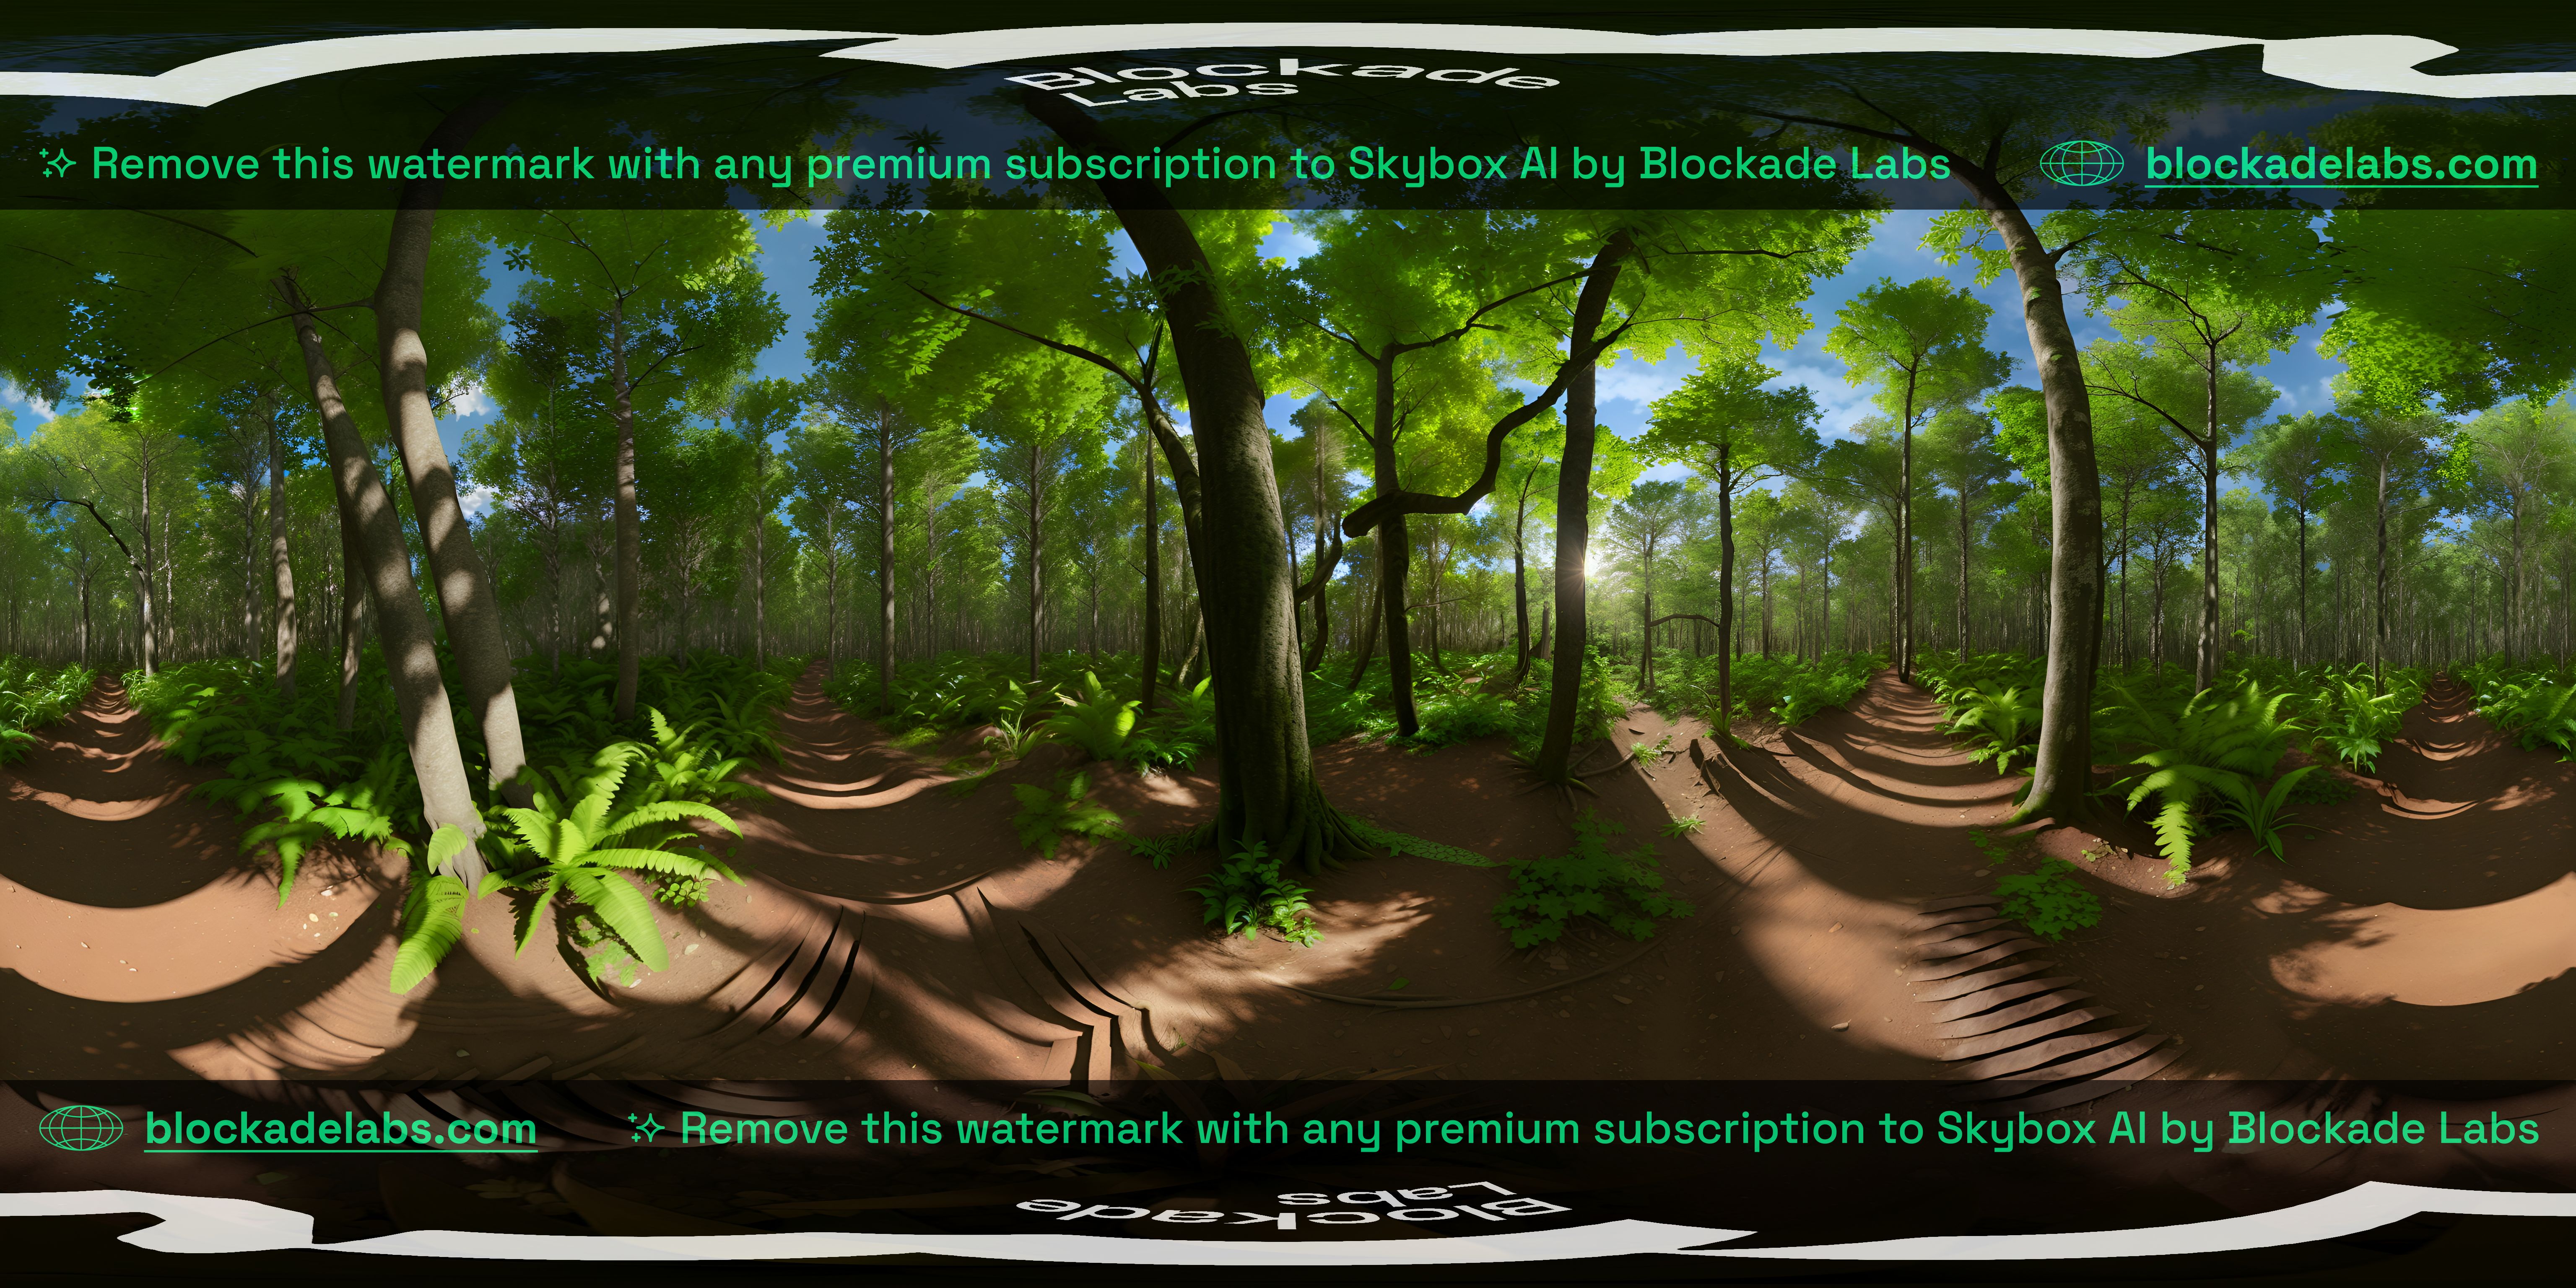 Blockade
Labs
Remove this watermark with any premium subscription to Skybox AI by Blockade Labs
blockadelabs.com
blockadelabs.com
Remove this watermark with any premium subscription to Skybox AI by Blockade Labs
Labs
Blockade